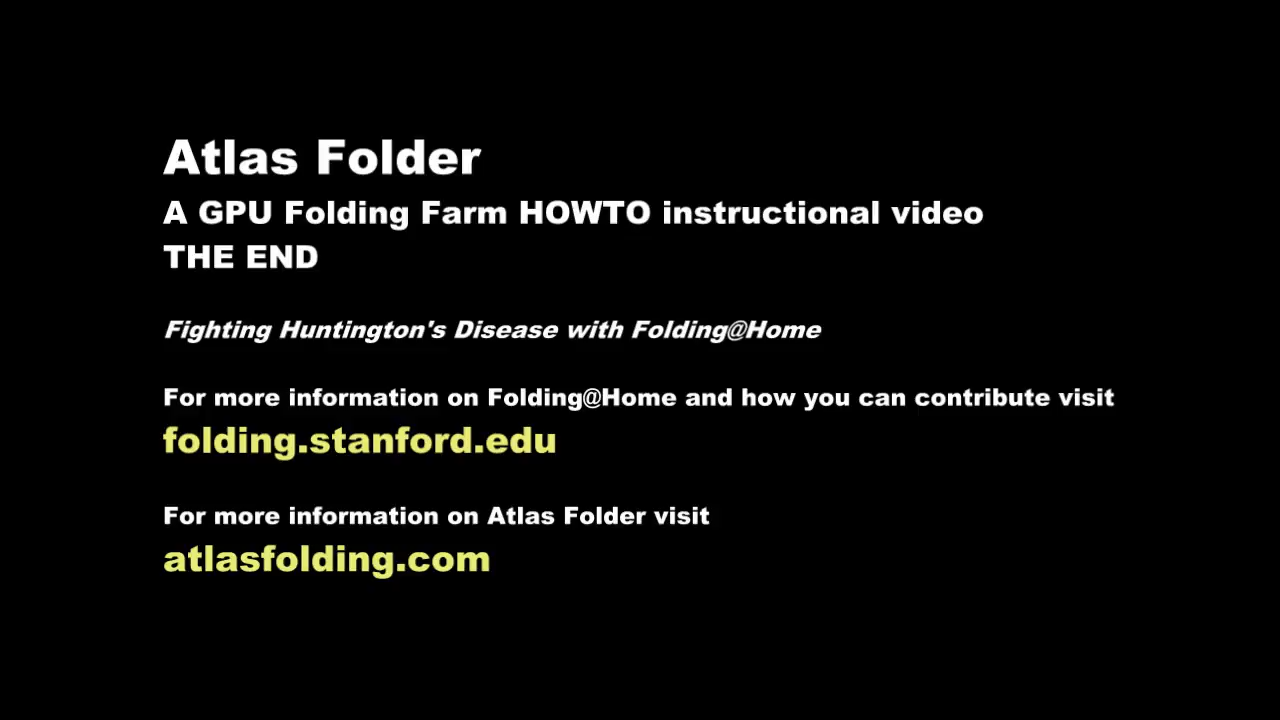 Atlas Folder
A GPU Folding Farm HOWTO instructional video
THE END
Fighting Huntington's Disease with Folding@Home
For more information on Folding@Home and how you can contribute visit
folding.stanford.edu
For more information on Atlas Folder visit
atlasfolding.com